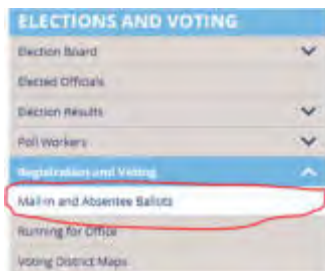 ELECTIONS AND VOTING
Election Board
Elected Officials
Election Results
Poll Workers
Registration and Voting
Mail-in and Absentee Ballots
Running for Office
Voting District Maps